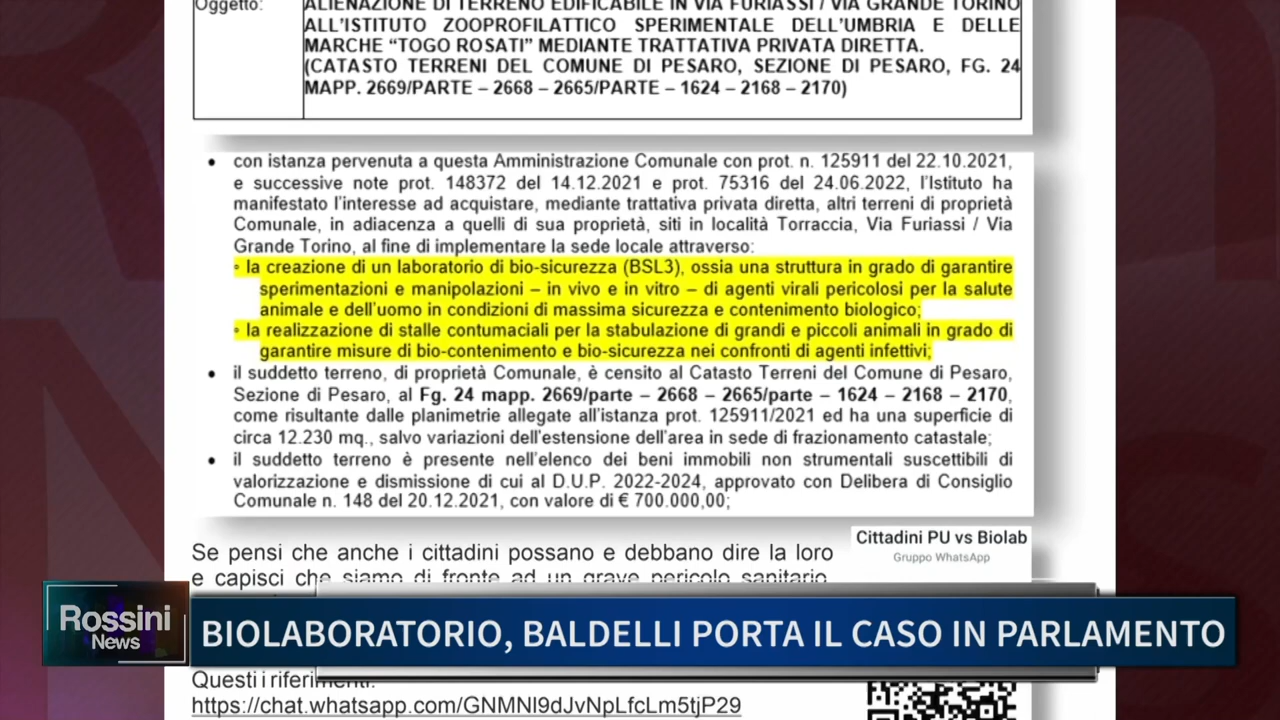 Oggetto:
ALIENAZIONE DI TERRENO EDIFICABILE IN VIA FURIASSI / VIA GRANDE TORINO
ALL’ISTITUTO ZOOPROFILATTICO SPERIMENTALE DELL’UMBRIA E DELLE
MARCHE “TOGO ROSATI” MEDIANTE TRATTATIVA PRIVATA DIRETTA.
(CATASTO TERRENI DEL COMUNE DI PESARO, SEZIONE DI PESARO, FG. 24
MAPP. 2669/PARTE – 2668 – 2665/PARTE – 1624 – 2168 – 2170)
• con istanza pervenuta a questa Amministrazione Comunale con prot. n. 125911 del 22.10.2021,
e successive note prot. 148372 del 14.12.2021 e prot. 75316 del 24.06.2022, l’Istituto ha
manifestato l’interesse ad acquistare, mediante trattativa privata diretta, altri terreni di proprietà
Comunale, in adiacenza a quelli di sua proprietà, siti in località Torraccia, Via Furiassi / Via
Grande Torino, al fine di implementare la sede locale attraverso:
◦ la creazione di un laboratorio di bio-sicurezza (BSL3), ossia una struttura in grado di garantire
sperimentazioni e manipolazioni – in vivo e in vitro – di agenti virali pericolosi per la salute
animale e dell’uomo in condizioni di massima sicurezza e contenimento biologico;
◦ la realizzazione di stalle contumaciali per la stabulazione di grandi e piccoli animali in grado di
garantire misure di bio-contenimento e bio-sicurezza nei confronti di agenti infettivi;
• il suddetto terreno, di proprietà Comunale, è censito al Catasto Terreni del Comune di Pesaro,
Sezione di Pesaro, al Fg. 24 mapp. 2669/parte – 2668 – 2665/parte – 1624 – 2168 – 2170,
come risultante dalle planimetrie allegate all’istanza prot. 125911/2021 ed ha una superficie di
circa 12.230 mq., salvo variazioni dell’estensione dell’area in sede di frazionamento catastale;
• il suddetto terreno è presente nell’elenco dei beni immobili non strumentali suscettibili di
valorizzazione e dismissione di cui al D.U.P. 2022-2024, approvato con Delibera di Consiglio
Comunale n. 148 del 20.12.2021, con valore di € 700.000,00;
Cittadini PU vs Biolab
Gruppo WhatsApp
Se pensi che anche i cittadini possano e debbano dire la loro
e capisci che siamo di fronte ad un grave pericolo sanitario
Rossini
News
BIOLABORATORIO, BALDELLI PORTA IL CASO IN PARLAMENTO
Questi i riferimenti:
https://chat.whatsapp.com/GNMNI9dJvNpLfcLm5tjP29